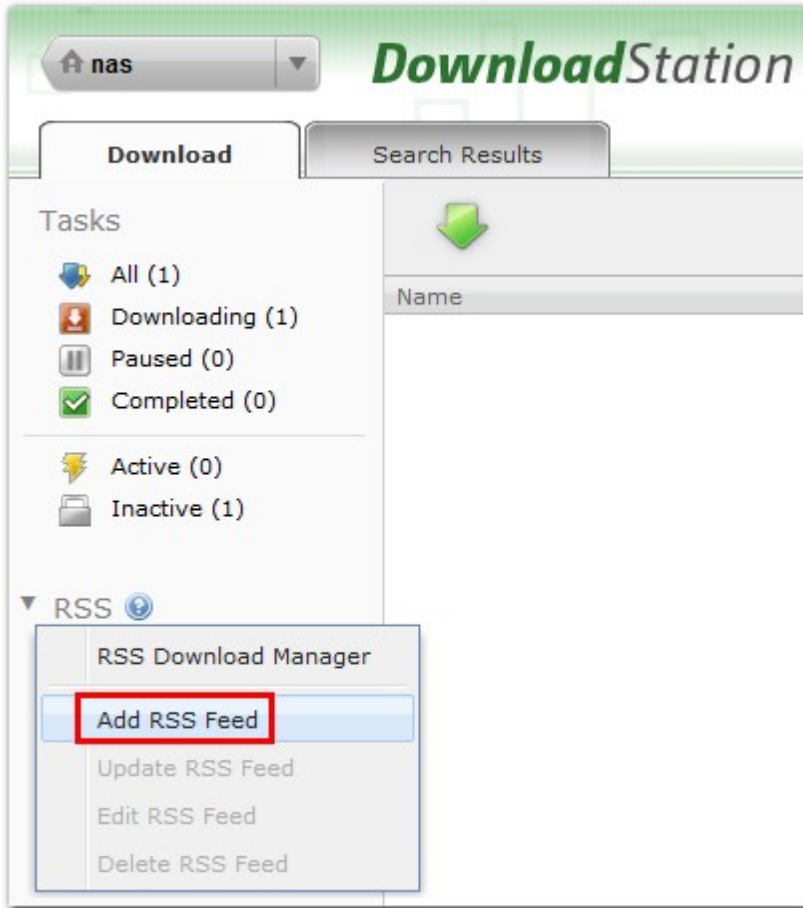 nas
DownloadStation
Download
Search Results
Tasks
All (1)
Downloading (1)
Paused (0)
Completed (0)
Active (0)
Inactive (1)
Name
RSS
RSS Download Manager
Add RSS Feed
Update RSS Feed
Edit RSS Feed
Delete RSS Feed